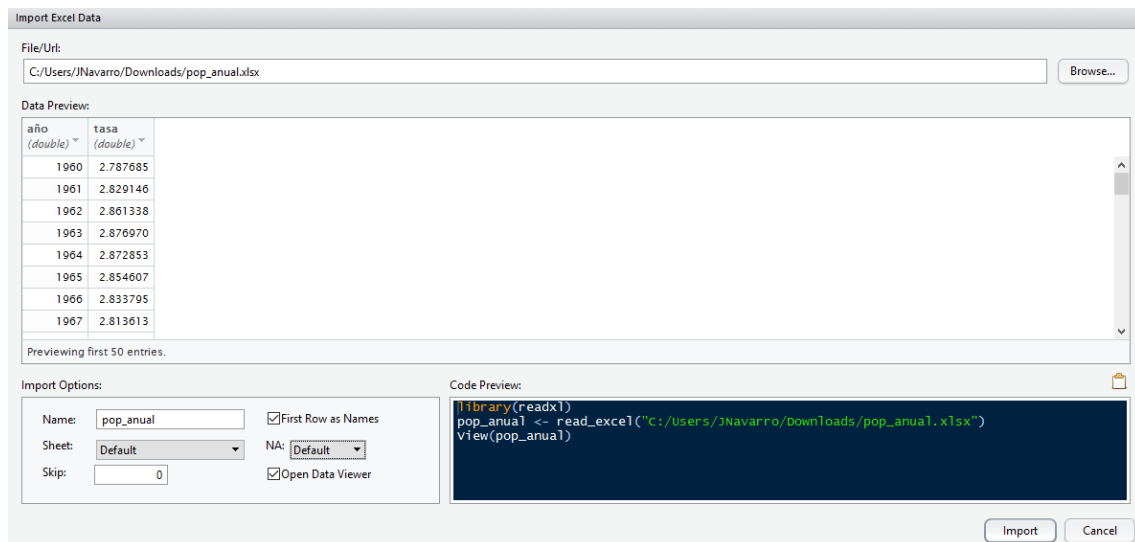 Import Excel Data
File/Url:
C:/Users/JNavarro/Downloads/pop_anual.xlsx
Browse...
Data Preview:
año tasa
(double) (double)
1960 2.787685
1961 2.829146
1962 2.861338
1963 2.876970
1964 2.872853
1965 2.854607
1966 2.833795
1967 2.813613
Previewing first 50 entries.
Import Options:
Name: pop_anual
First Row as Names
Sheet: Default
NA: Default
Skip: 0
Open Data Viewer
Code Preview:
library(readxl)
pop_anual <- read_excel("C:/Users/JNavarro/Downloads/pop_anual.xlsx")
View(pop_anual)
Import Cancel